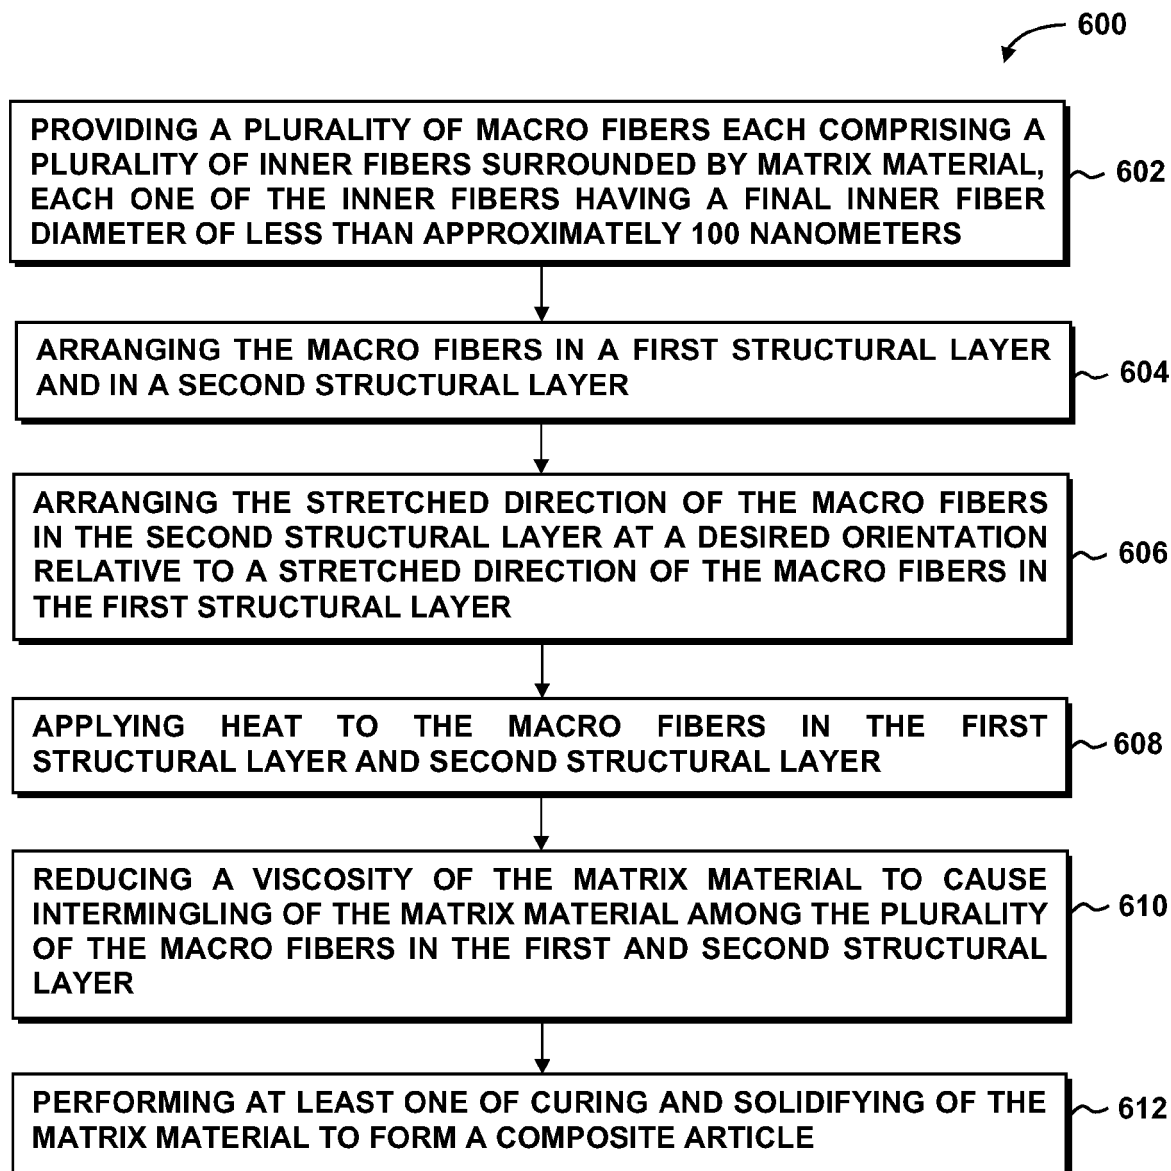 600
PROVIDING A PLURALITY OF MACRO FIBERS EACH COMPRISING A
PLURALITY OF INNER FIBERS SURROUNDED BY MATRIX MATERIAL,
EACH ONE OF THE INNER FIBERS HAVING A FINAL INNER FIBER
DIAMETER OF LESS THAN APPROXIMATELY 100 NANOMETERS
602
ARRANGING THE MACRO FIBERS IN A FIRST STRUCTURAL LAYER
AND IN A SECOND STRUCTURAL LAYER
604
ARRANGING THE STRETCHED DIRECTION OF THE MACRO FIBERS
IN THE SECOND STRUCTURAL LAYER AT A DESIRED ORIENTATION
RELATIVE TO A STRETCHED DIRECTION OF THE MACRO FIBERS IN
THE FIRST STRUCTURAL LAYER
606
APPLYING HEAT TO THE MACRO FIBERS IN THE FIRST
STRUCTURAL LAYER AND SECOND STRUCTURAL LAYER
608
REDUCING A VISCOSITY OF THE MATRIX MATERIAL TO CAUSE
INTERMINGLING OF THE MATRIX MATERIAL AMONG THE PLURALITY
OF THE MACRO FIBERS IN THE FIRST AND SECOND STRUCTURAL
LAYER
610
PERFORMING AT LEAST ONE OF CURING AND SOLIDIFYING OF THE
MATRIX MATERIAL TO FORM A COMPOSITE ARTICLE
612